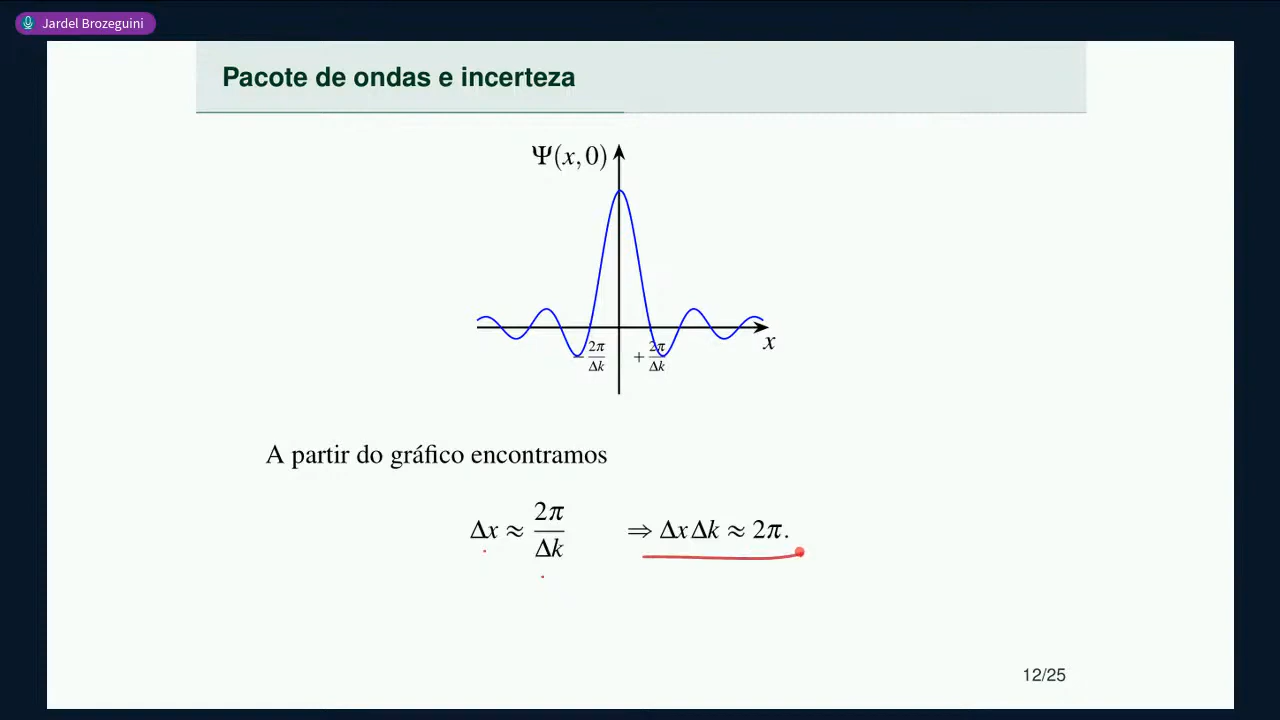 Jardel Brozeguini
Pacote de ondas e incerteza
Ψ(x, 0)
−2π/Δk +2π/Δk
x
A partir do gráfico encontramos
Δx ≈ 2π/Δk ⇒ ΔxΔk ≈ 2π.
12/25